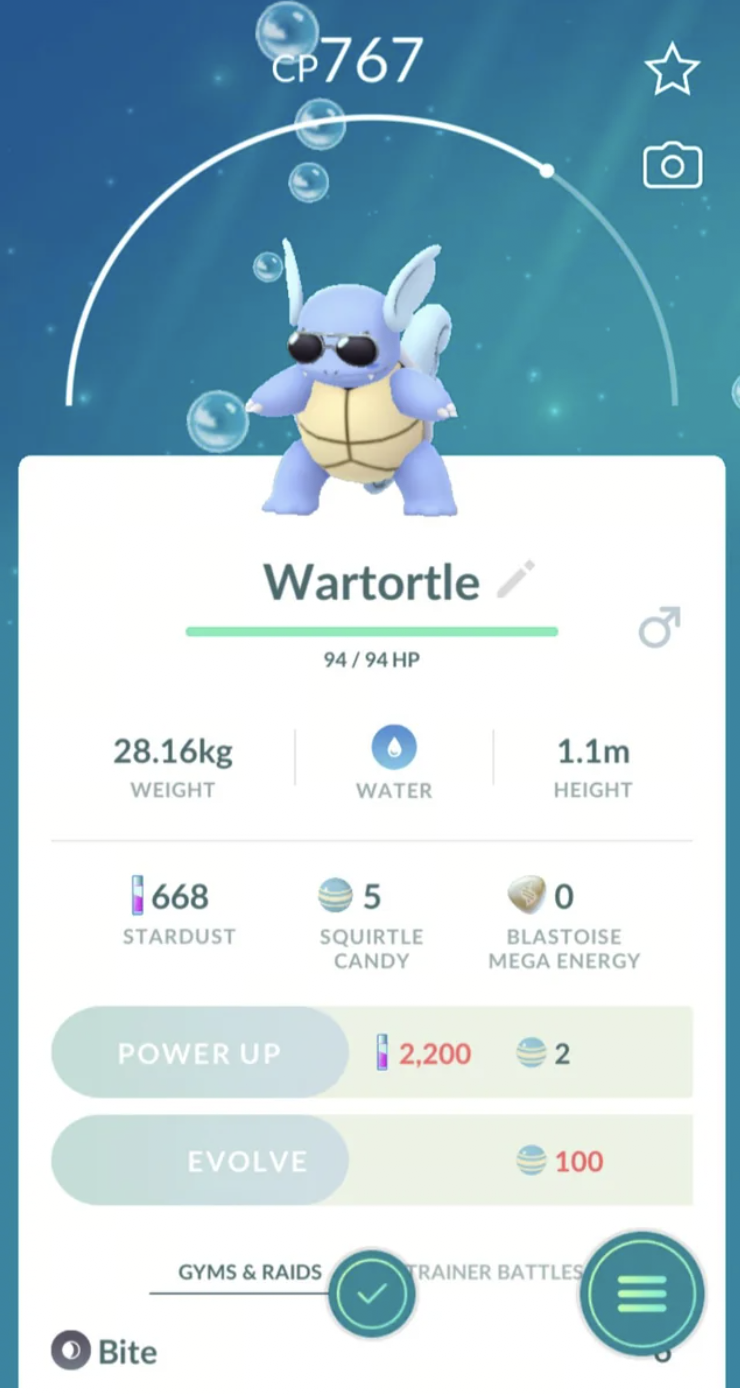 CP767
Wartortle
94 / 94 HP
28.16kg
WEIGHT
WATER
1.1m
HEIGHT
668
STARDUST
5
SQUIRTLE
CANDY
0
BLASTOISE
MEGA ENERGY
POWER UP 2,200 2
EVOLVE 100
GYMS & RAIDS TRAINER BATTLES
Bite